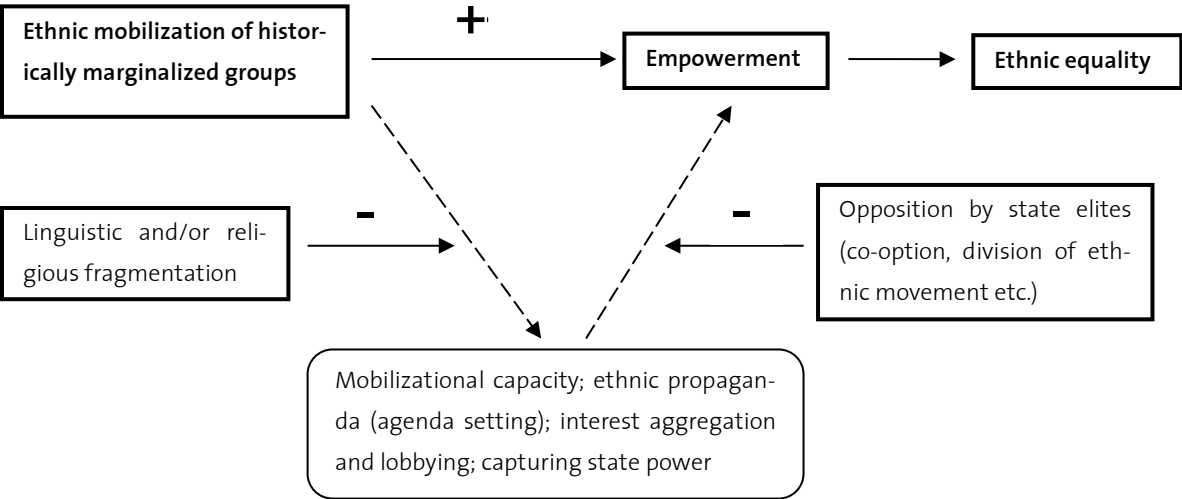 Ethnic mobilization of histor-
ically marginalized groups
+
Empowerment
Ethnic equality
Linguistic and/or reli-
gious fragmentation
-
-
Opposition by state elites
(co-option, division of eth-
nic movement etc.)
Mobilizational capacity; ethnic propagan-
da (agenda setting); interest aggregation
and lobbying; capturing state power